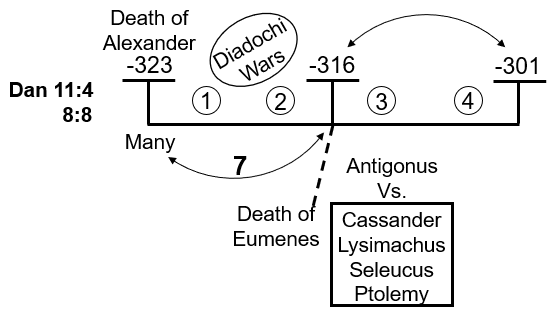 Death of
Alexander
-323
Diadochi
Wars
-316
-301
Dan 11:4
8:8
1
2
3
4
Many
7
Death of
Eumenes
Antigonus
Vs.
Cassander
Lysimachus
Seleucus
Ptolemy